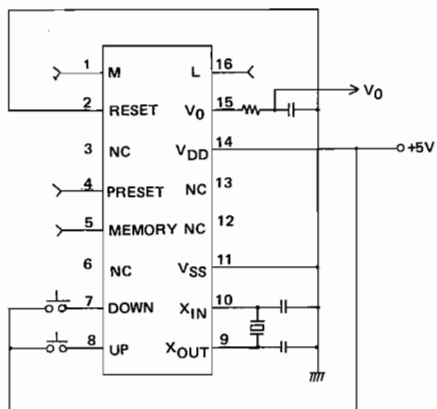 1 M L 16
2 RESET V0 15 V0
3 NC VDD 14 +5V
4 PRESET NC 13
5 MEMORY NC 12
6 NC VSS 11
7 DOWN XIN 10
8 UP XOUT 9